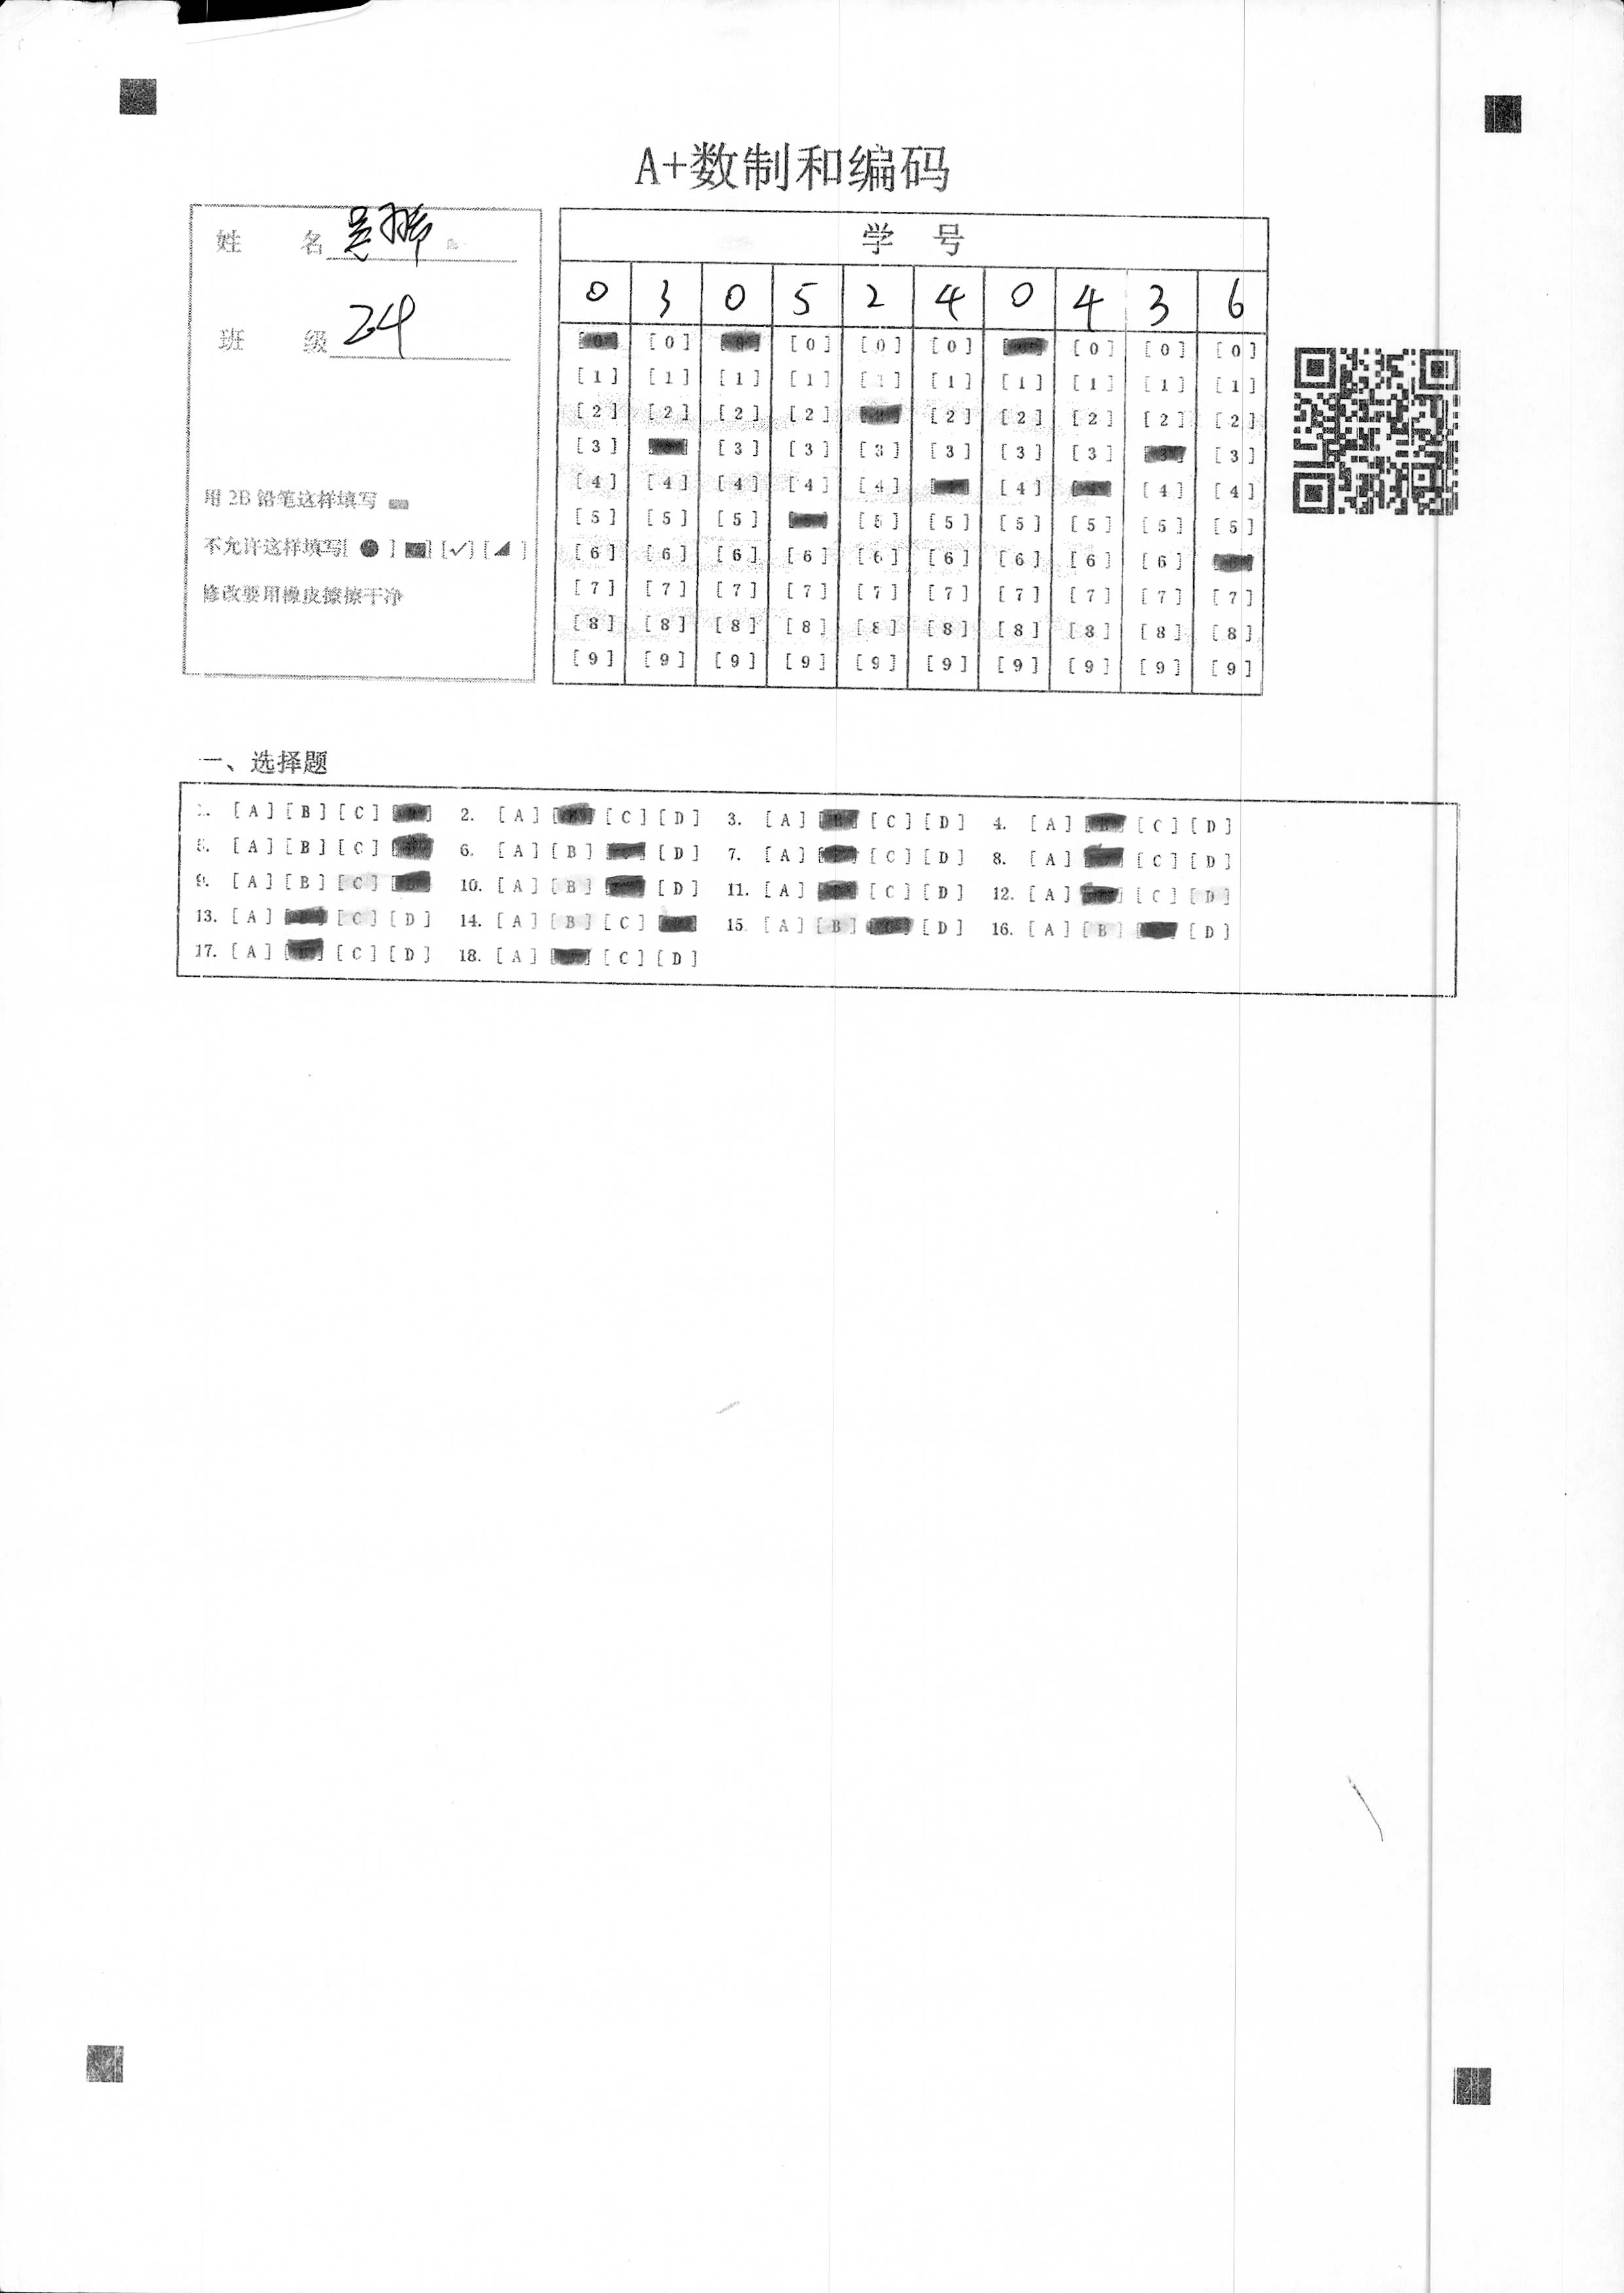 A+数制和编码
姓 名
班 级 24
用 2B 铅笔这样填写
不允许这样填写[ ● ] [■] [✓] [◢ ]
修改要用橡皮擦擦干净
学 号
0 3 0 5 2 4 0 4 3 6
[0] [0] [0] [0] [0] [0] [0]
[1] [1] [1] [1] [1] [1] [1] [1] [1] [1]
[2] [2] [2] [2] [2] [2] [2] [2] [2]
[3] [3] [3] [3] [3] [3] [3] [3]
[4] [4] [4] [4] [4] [4] [4] [4]
[5] [5] [5] [5] [5] [5] [5] [5] [5]
[6] [6] [6] [6] [6] [6] [6] [6] [6]
[7] [7] [7] [7] [7] [7] [7] [7] [7] [7]
[8] [8] [8] [8] [8] [8] [8] [8] [8] [8]
[9] [9] [9] [9] [9] [9] [9] [9] [9] [9]
一、选择题
[A] [B] [C] 2. [A] [C] [D] 3. [A] [C] [D] 4. [A] [C] [D]
5. [A] [B] [C] 6. [A] [B] [D] 7. [A] [C] [D] 8. [A] [C] [D]
9. [A] [B] [C] 10. [A] [B] [D] 11. [A] [C] [D] 12. [A] [C] [D]
13. [A] [C] [D] 14. [A] [B] [C] 15. [A] [B] [D] 16. [A] [B] [D]
17. [A] [C] [D] 18. [A] [C] [D]